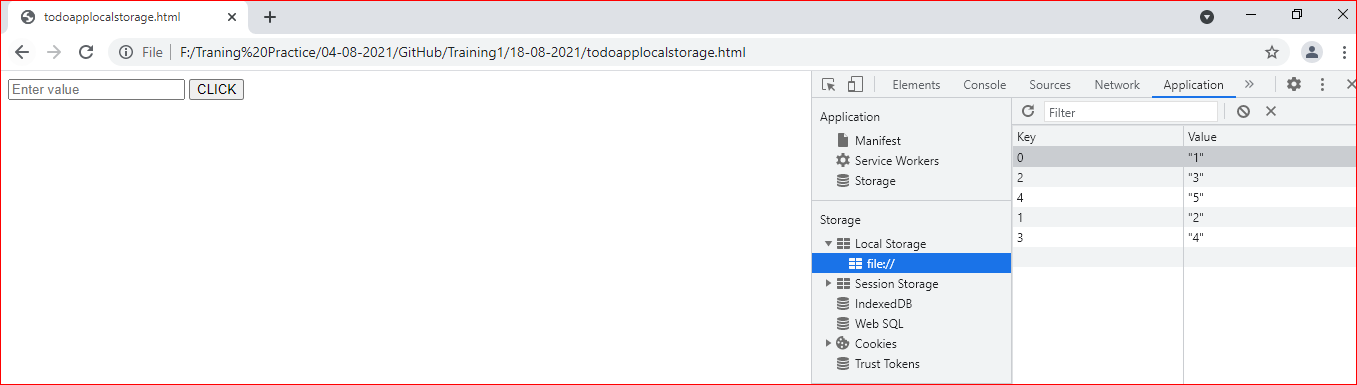 todoapplocalstorage.html
File F:/Traning%20Practice/04-08-2021/GitHub/Training1/18-08-2021/todoapplocalstorage.html
Enter value CLICK
Elements Console Sources Network Application
Application
Manifest
Service Workers
Storage
Storage
Local Storage
file://
Session Storage
IndexedDB
Web SQL
Cookies
Trust Tokens
Filter
Key Value
0 "1"
2 "3"
4 "5"
1 "2"
3 "4"